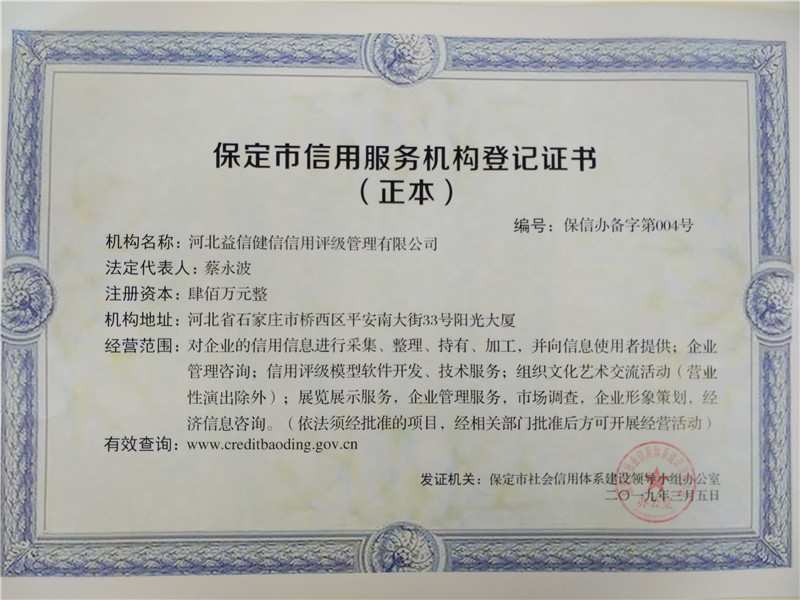 保定市信用服务机构登记证书
（正本）
编号：保信办备字第004号
机构名称：河北益信健信信用评级管理有限公司
法定代表人：蔡永波
注册资本：肆佰万元整
机构地址：河北省石家庄市桥西区平安南大街33号阳光大厦
经营范围：对企业的信用信息进行采集、整理、持有、加工，并向信息使用者提供；企业
管理咨询；信用评级模型软件开发、技术服务；组织文化艺术交流活动（营业
性演出除外）；展览展示服务，企业管理服务，市场调查，企业形象策划，经
济信息咨询。（依法须经批准的项目，经相关部门批准后方可开展经营活动）
有效查询：www.creditbaoding.gov.cn
发证机关：保定市社会信用体系建设领导小组办公室
二〇一九年三月五日